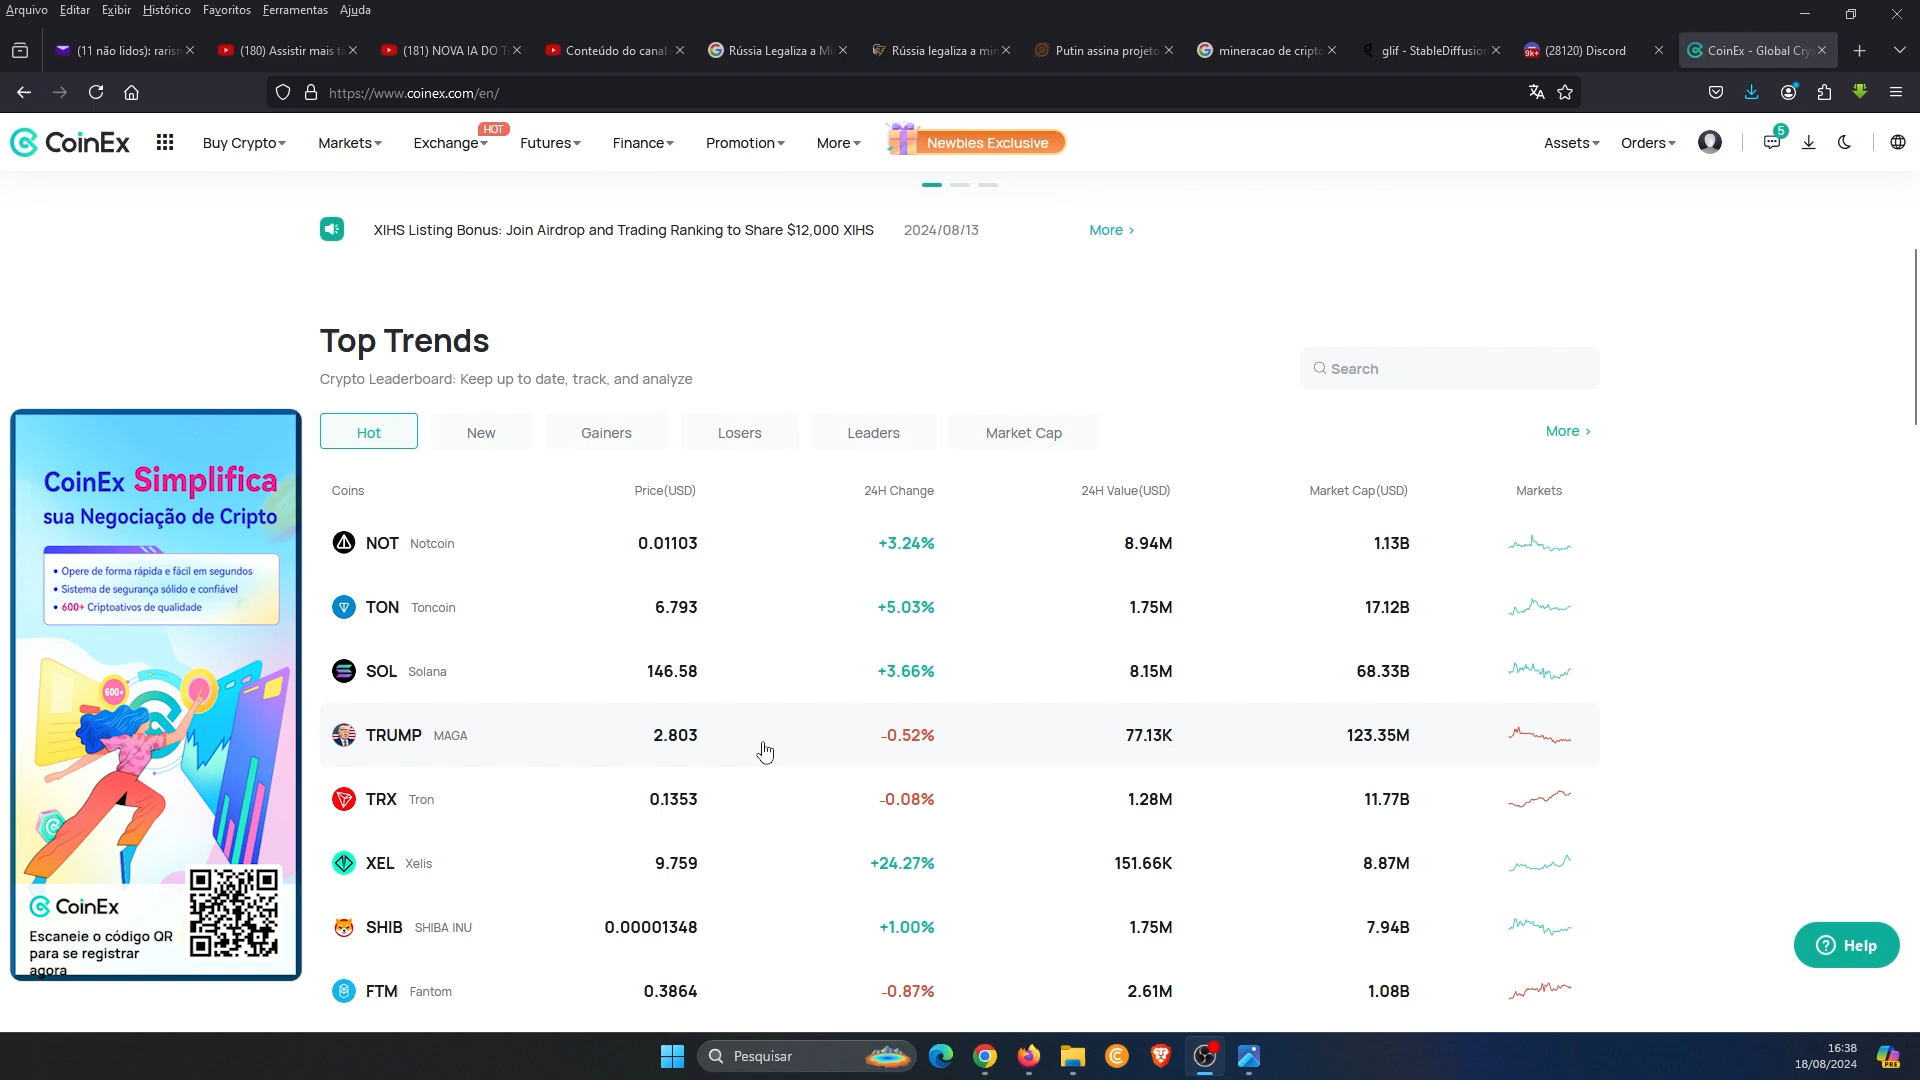 Arquivo Editar Exibir Histórico Favoritos Ferramentas Ajuda
(11 não lidos): rarism
(180) Assistir mais ta
(181) NOVA IA DO T
Conteúdo do canal
Rússia Legaliza a Mi
Rússia legaliza a min
Putin assina projeto
mineracao de cripto
glif - StableDiffusion
(28120) Discord
CoinEx - Global Cry
https://www.coinex.com/en/
CoinEx
Buy Crypto
Markets
Exchange
HOT
Futures
Finance
Promotion
More
Newbies Exclusive
Assets
Orders
5
XIHS Listing Bonus: Join Airdrop and Trading Ranking to Share $12,000 XIHS 2024/08/13 More >
Top Trends
Crypto Leaderboard: Keep up to date, track, and analyze
Search
Hot New Gainers Losers Leaders Market Cap More >
Coins Price(USD) 24H Change 24H Value(USD) Market Cap(USD) Markets
NOT Notcoin 0.01103 +3.24% 8.94M 1.13B
TON Toncoin 6.793 +5.03% 1.75M 17.12B
SOL Solana 146.58 +3.66% 8.15M 68.33B
TRUMP MAGA 2.803 -0.52% 77.13K 123.35M
TRX Tron 0.1353 -0.08% 1.28M 11.77B
XEL Xelis 9.759 +24.27% 151.66K 8.87M
SHIB SHIBA INU 0.00001348 +1.00% 1.75M 7.94B
FTM Fantom 0.3864 -0.87% 2.61M 1.08B
CoinEx Simplifica
sua Negociação de Cripto
• Opere de forma rápida e fácil em segundos
• Sistema de segurança sólido e confiável
• 600+ Criptoativos de qualidade
600+
CoinEx
Escaneie o código QR
para se registrar
agora
Help
Pesquisar
16:38
18/08/2024
PRE